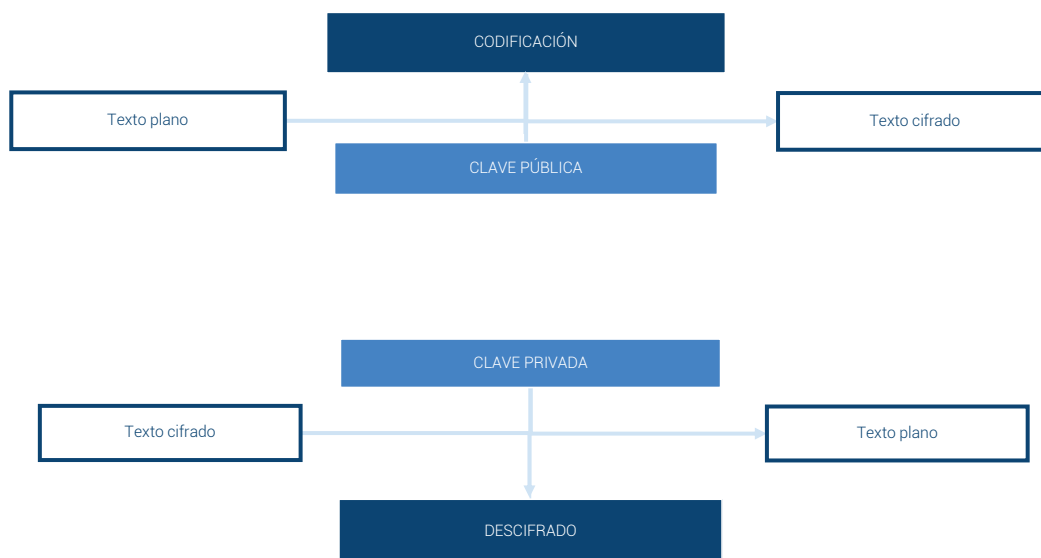 CODIFICACIÓN
Texto plano
Texto cifrado
CLAVE PÚBLICA
CLAVE PRIVADA
Texto cifrado
Texto plano
DESCIFRADO